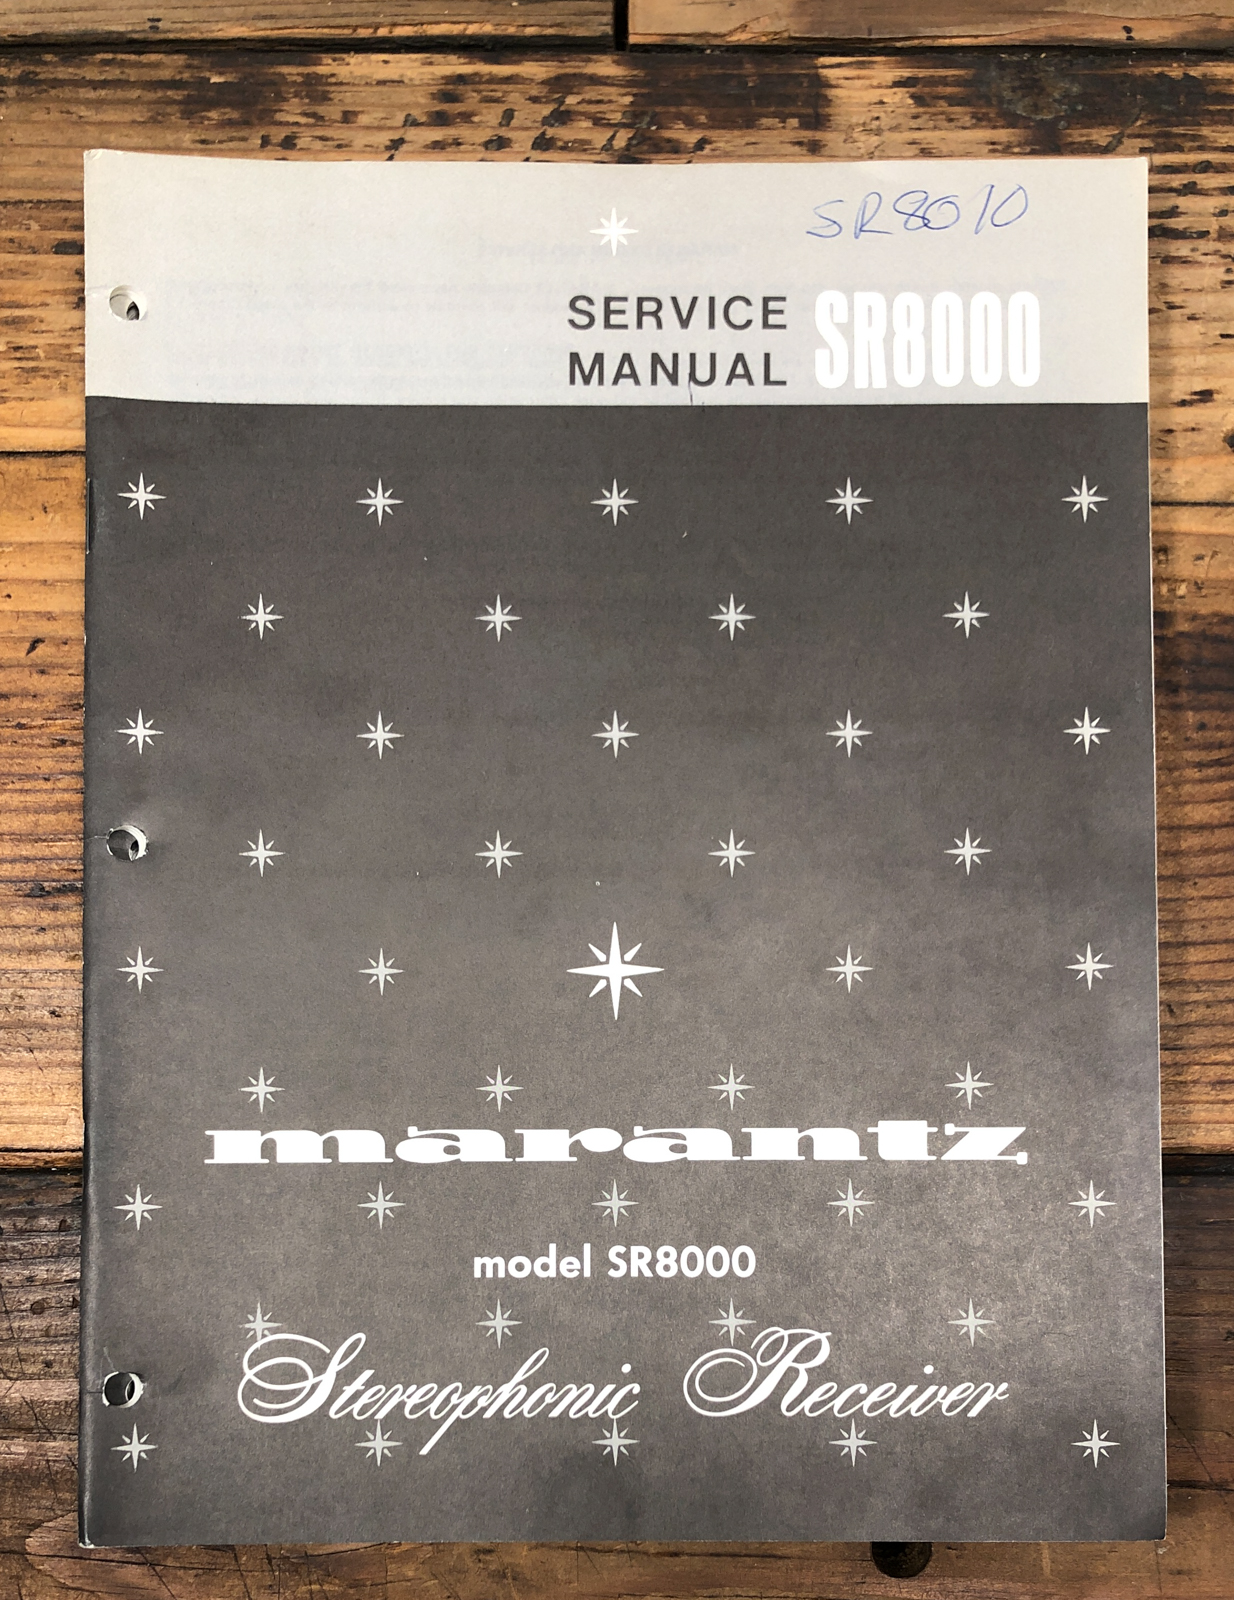 SR8010
SERVICE
MANUAL SR8000
marantz
model SR8000
Stereophonic Receiver